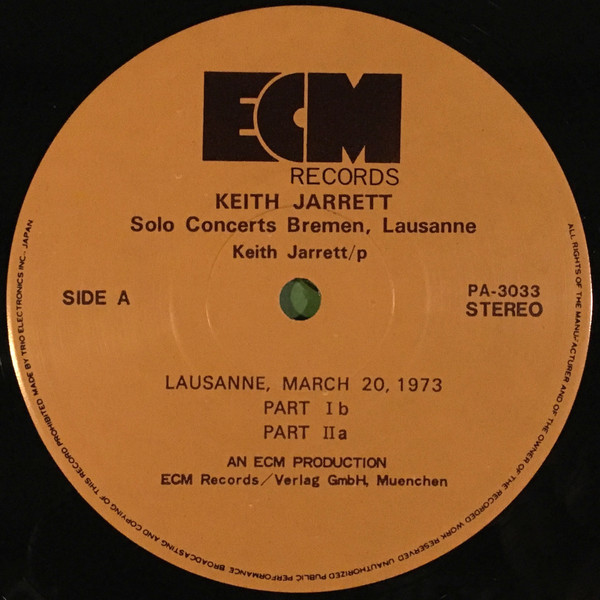 ECM
RECORDS
KEITH JARRETT
Solo Concerts Bremen, Lausanne
Keith Jarrett/p
SIDE A
PA-3033
STEREO
LAUSANNE, MARCH 20, 1973
PART Ⅰb
PART Ⅱa
AN ECM PRODUCTION
ECM Records/Verlag GmbH, Muenchen
ALL RIGHTS OF THE MANUFACTURER AND OF THE OWNER OF THE RECORDED WORK RESERVED UNAUTHORIZED PUBLIC PERFORMANCE BROADCASTING AND COPYING OF THIS RECORD PROHIBITED MADE BY TRIO ELECTRONICS INC. JAPAN